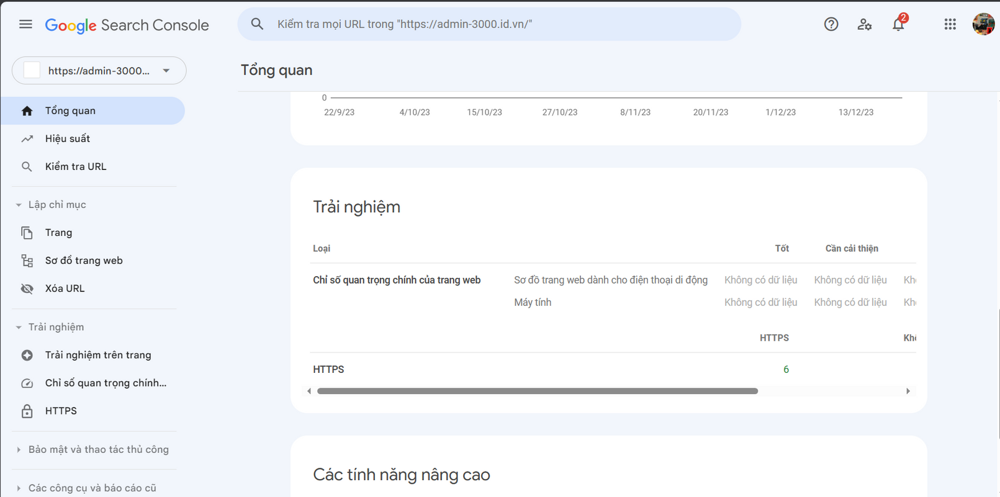 Google Search Console
Kiểm tra mọi URL trong "https://admin-3000.id.vn/"
2
https://admin-3000...
Tổng quan
Tổng quan
Hiệu suất
Kiểm tra URL
Lập chỉ mục
Trang
Sơ đồ trang web
Xóa URL
Trải nghiệm
Trải nghiệm trên trang
Chỉ số quan trọng chính...
HTTPS
Bảo mật và thao tác thủ công
Các công cụ và báo cáo cũ
0
22/9/23 4/10/23 15/10/23 27/10/23 8/11/23 20/11/23 1/12/23 13/12/23
Trải nghiệm
Loại Tốt Cần cải thiện
Chỉ số quan trọng chính của trang web Sơ đồ trang web dành cho điện thoại di động Không có dữ liệu Không có dữ liệu
Máy tính Không có dữ liệu Không có dữ liệu
HTTPS
HTTPS 6
Các tính năng nâng cao